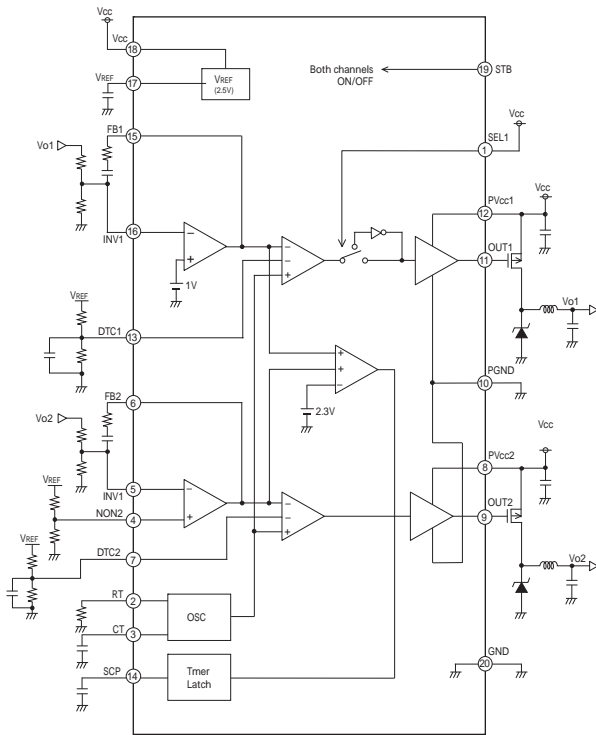 Vcc
Vcc
18
VREF
17
VREF
(2.5V)
Both channels
ON/OFF
19
STB
Vcc
SEL1
1
FB1
15
Vo1
Vcc
PVcc1
12
INV1
16
1V
OUT1
11
Vo1
VREF
DTC1
13
PGND
10
FB2
6
2.3V
Vo2
Vcc
PVcc2
8
INV1
5
VREF
NON2
4
OUT2
9
VREF
DTC2
7
Vo2
RT
2
OSC
CT
3
SCP
14
Tmer
Latch
GND
20